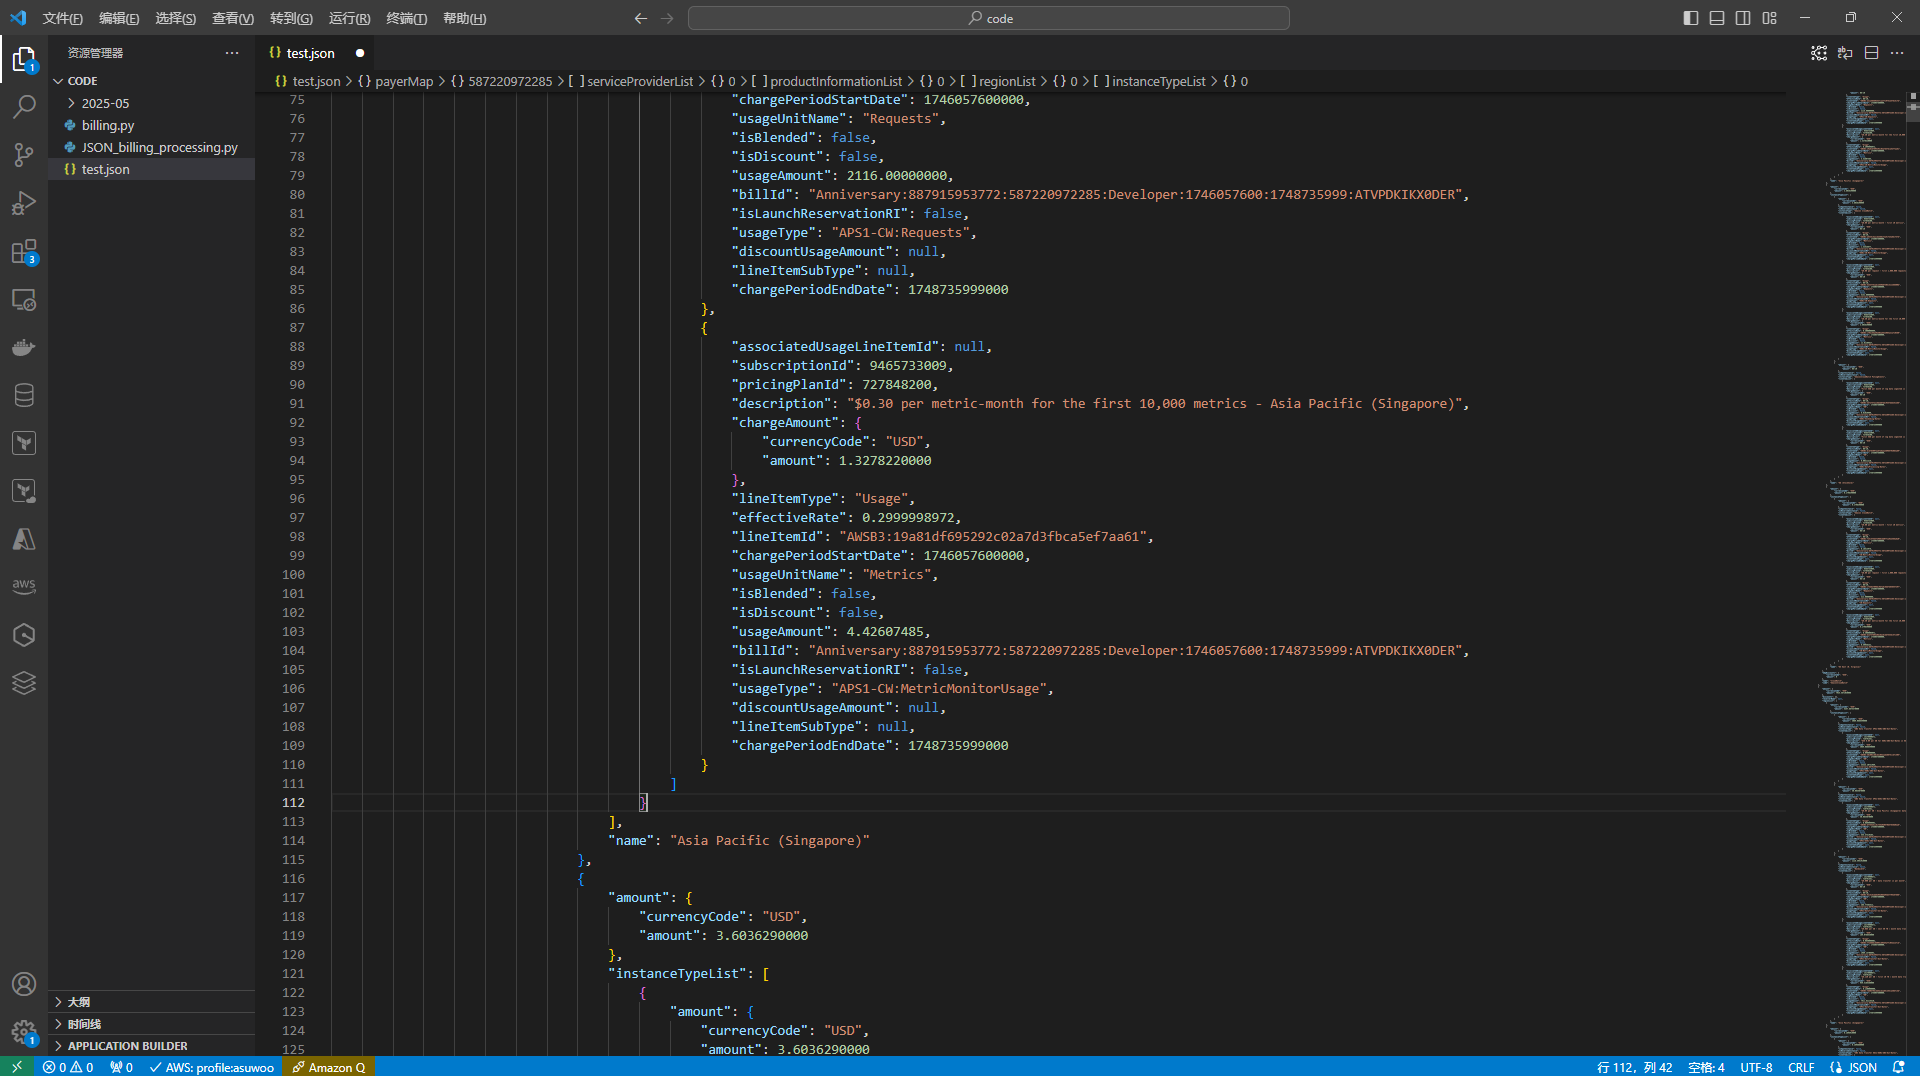 文件(F) 编辑(E) 选择(S) 查看(V) 转到(G) 运行(R) 终端(T) 帮助(H)
code
资源管理器
test.json
CODE
2025-05
billing.py
JSON_billing_processing.py
test.json
大纲
时间线
APPLICATION BUILDER
1
3
aws
1
test.json > {} payerMap > {} 587220972285 > [ ] serviceProviderList > {} 0 > [ ] productInformationList > {} 0 > [ ] regionList > {} 0 > [ ] instanceTypeList > {} 0
75 "chargePeriodStartDate": 1746057600000,
76 "usageUnitName": "Requests",
77 "isBlended": false,
78 "isDiscount": false,
79 "usageAmount": 2116.00000000,
80 "billId": "Anniversary:887915953772:587220972285:Developer:1746057600:1748735999:ATVPDKIKX0DER",
81 "isLaunchReservationRI": false,
82 "usageType": "APS1-CW:Requests",
83 "discountUsageAmount": null,
84 "lineItemSubType": null,
85 "chargePeriodEndDate": 1748735999000
86 },
87 {
88 "associatedUsageLineItemId": null,
89 "subscriptionId": 9465733009,
90 "pricingPlanId": 727848200,
91 "description": "$0.30 per metric-month for the first 10,000 metrics - Asia Pacific (Singapore)",
92 "chargeAmount": {
93 "currencyCode": "USD",
94 "amount": 1.3278220000
95 },
96 "lineItemType": "Usage",
97 "effectiveRate": 0.2999998972,
98 "lineItemId": "AWSB3:19a81df695292c02a7d3fbca5ef7aa61",
99 "chargePeriodStartDate": 1746057600000,
100 "usageUnitName": "Metrics",
101 "isBlended": false,
102 "isDiscount": false,
103 "usageAmount": 4.42607485,
104 "billId": "Anniversary:887915953772:587220972285:Developer:1746057600:1748735999:ATVPDKIKX0DER",
105 "isLaunchReservationRI": false,
106 "usageType": "APS1-CW:MetricMonitorUsage",
107 "discountUsageAmount": null,
108 "lineItemSubType": null,
109 "chargePeriodEndDate": 1748735999000
110 }
111 ]
112 }
113 ],
114 "name": "Asia Pacific (Singapore)"
115 },
116 {
117 "amount": {
118 "currencyCode": "USD",
119 "amount": 3.6036290000
120 },
121 "instanceTypeList": [
122 {
123 "amount": {
124 "currencyCode": "USD",
125 "amount": 3.6036290000
0 0 0 AWS: profile:asuwoo Amazon Q 行 112，列 42 空格: 4 UTF-8 CRLF {} JSON